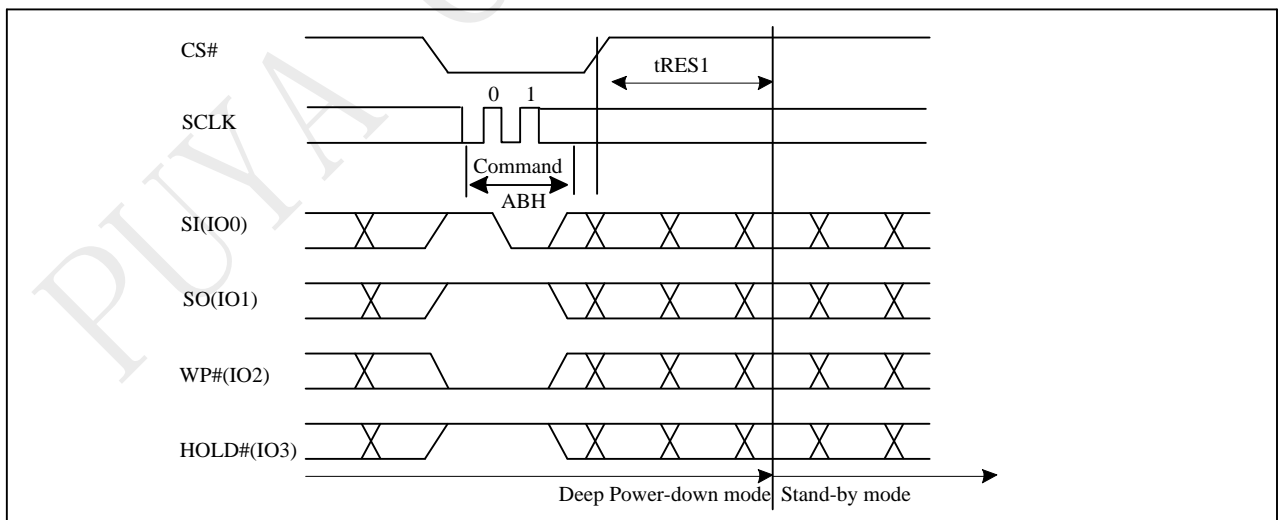 CS#
tRES1
0 1
SCLK
Command
ABH
SI(IO0)
SO(IO1)
WP#(IO2)
HOLD#(IO3)
Deep Power-down mode Stand-by mode
PUYA